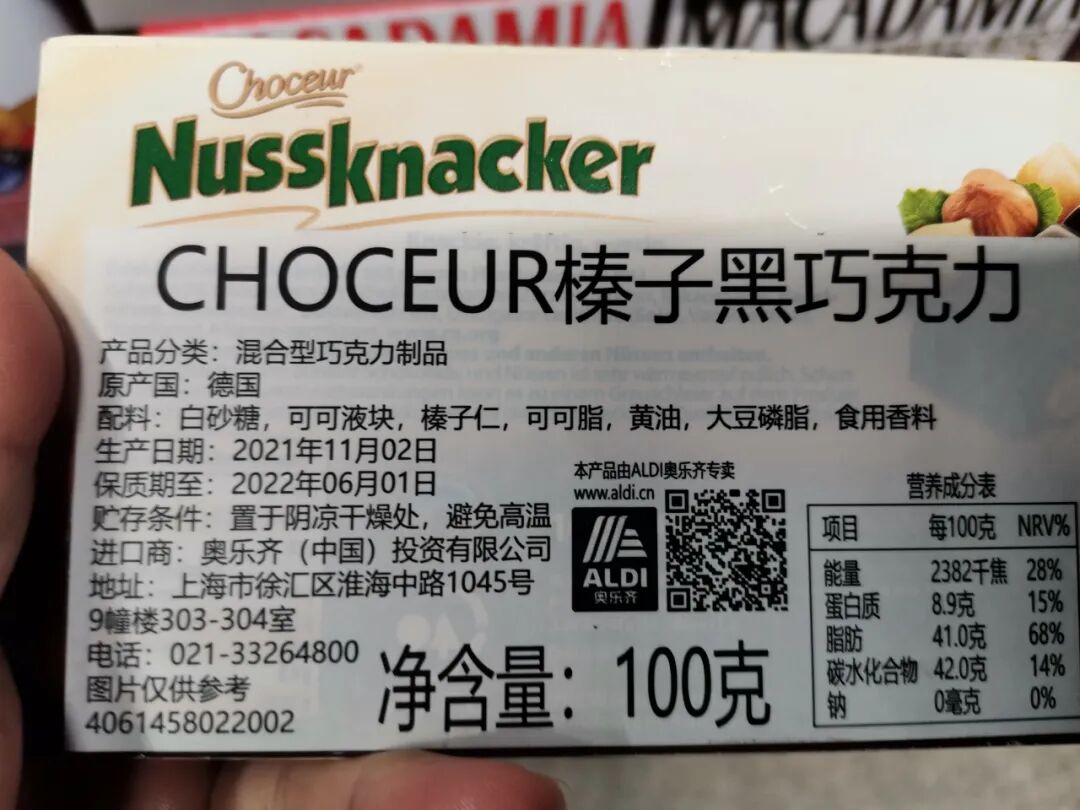 MACADAMIA
MACADAMIA
Choceur
Nussknacker
CHOCEUR榛子黑巧克力
产品分类：混合型巧克力制品
原产国：德国
配料：白砂糖，可可液块，榛子仁，可可脂，黄油，大豆磷脂，食用香料
生产日期：2021年11月02日
保质期至：2022年06月01日
贮存条件：置于阴凉干燥处，避免高温
进口商：奥乐齐（中国）投资有限公司
地址：上海市徐汇区淮海中路1045号
9幢楼303-304室
电话：021-33264800
图片仅供参考
4061458022002
净含量：100克
本产品由ALDI奥乐齐专卖
www.aldi.cn
ALDI
奥乐齐
营养成分表
项目 每100克 NRV%
能量 2382千焦 28%
蛋白质 8.9克 15%
脂肪 41.0克 68%
碳水化合物 42.0克 14%
钠 0毫克 0%